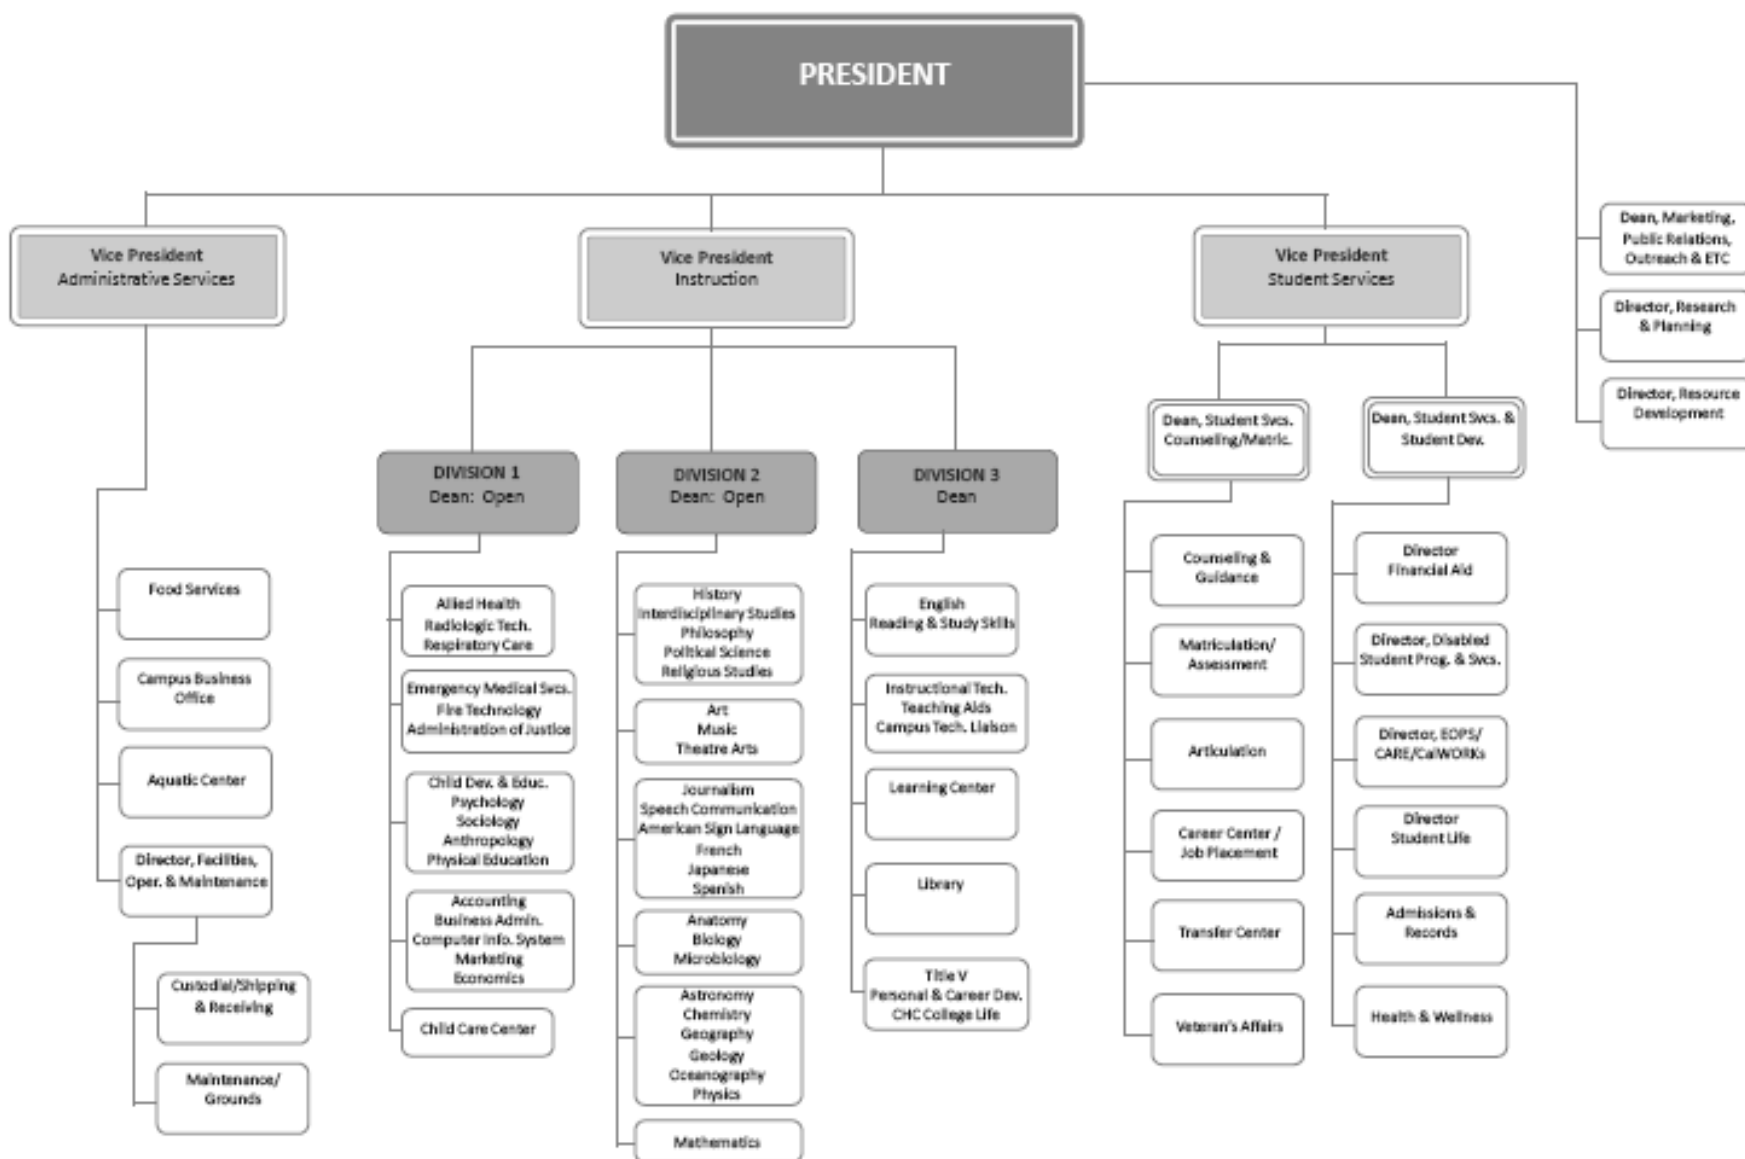 PRESIDENT
Vice President
Administrative Services
Vice President
Instruction
Vice President
Student Services
Dean, Marketing,
Public Relations,
Outreach & ETC
Director, Research
& Planning
Director, Resource
Development
Food Services
Campus Business
Office
Aquatic Center
Director, Facilities,
Oper. & Maintenance
Custodial/Shipping
& Receiving
Maintenance/
Grounds
DIVISION 1
Dean: Open
Allied Health
Radiologic Tech.
Respiratory Care
Emergency Medical Svcs.
Fire Technology
Administration of Justice
Child Dev. & Educ.
Psychology
Sociology
Anthropology
Physical Education
Accounting
Business Admin.
Computer Info. System
Marketing
Economics
Child Care Center
DIVISION 2
Dean: Open
History
Interdisciplinary Studies
Philosophy
Political Science
Religious Studies
Art
Music
Theatre Arts
Journalism
Speech Communication
American Sign Language
French
Japanese
Spanish
Anatomy
Biology
Microbiology
Astronomy
Chemistry
Geography
Geology
Oceanography
Physics
Mathematics
DIVISION 3
Dean
English
Reading & Study Skills
Instructional Tech.
Teaching Aids
Campus Tech. Liaison
Learning Center
Library
Title V
Personal & Career Dev.
CHC College Life
Dean, Student Svcs.
Counseling/Matric.
Counseling &
Guidance
Matriculation/
Assessment
Articulation
Career Center /
Job Placement
Transfer Center
Veteran's Affairs
Dean, Student Svcs. &
Student Dev.
Director
Financial Aid
Director, Disabled
Student Prog. & Svcs.
Director, EOPS/
CARE/CalWORKs
Director
Student Life
Admissions &
Records
Health & Wellness